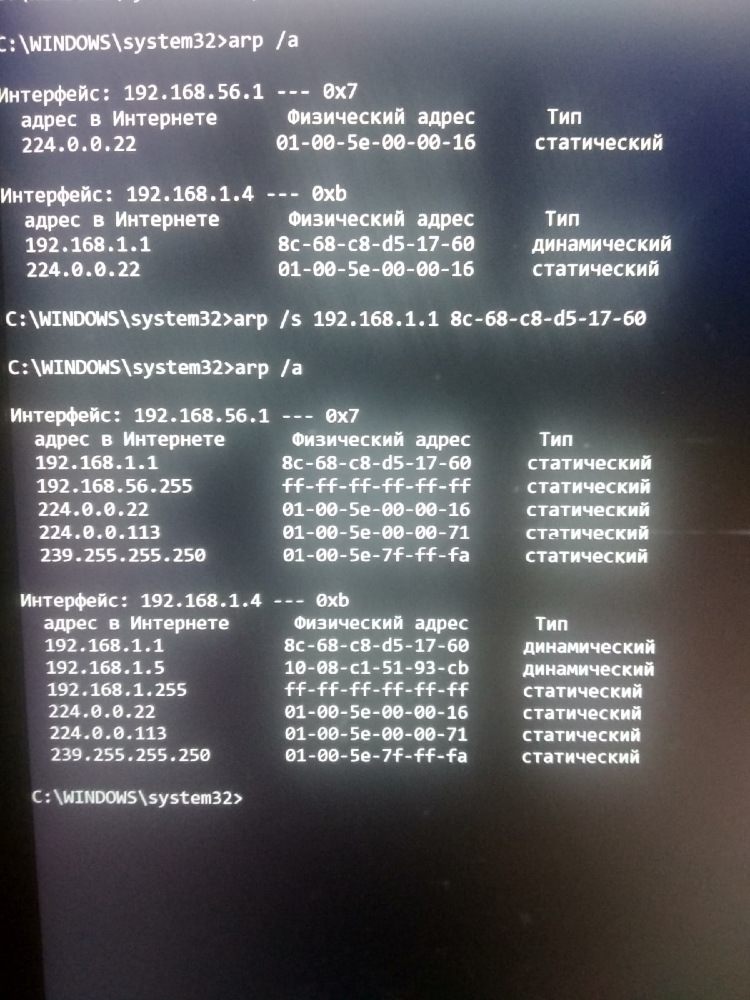 C:\WINDOWS\system32>arp /a
Интерфейс: 192.168.56.1 --- 0x7
адрес в Интернете Физический адрес Тип
224.0.0.22 01-00-5e-00-00-16 статический
Интерфейс: 192.168.1.4 --- 0xb
адрес в Интернете Физический адрес Тип
192.168.1.1 8c-68-c8-d5-17-60 динамический
224.0.0.22 01-00-5e-00-00-16 статический
C:\WINDOWS\system32>arp /s 192.168.1.1 8c-68-c8-d5-17-60
C:\WINDOWS\system32>arp /a
Интерфейс: 192.168.56.1 --- 0x7
адрес в Интернете Физический адрес Тип
192.168.1.1 8c-68-c8-d5-17-60 статический
192.168.56.255 ff-ff-ff-ff-ff-ff статический
224.0.0.22 01-00-5e-00-00-16 статический
224.0.0.113 01-00-5e-00-00-71 статический
239.255.255.250 01-00-5e-7f-ff-fa статический
Интерфейс: 192.168.1.4 --- 0xb
адрес в Интернете Физический адрес Тип
192.168.1.1 8c-68-c8-d5-17-60 динамический
192.168.1.5 10-08-c1-51-93-cb динамический
192.168.1.255 ff-ff-ff-ff-ff-ff статический
224.0.0.22 01-00-5e-00-00-16 статический
224.0.0.113 01-00-5e-00-00-71 статический
239.255.255.250 01-00-5e-7f-ff-fa статический
C:\WINDOWS\system32>